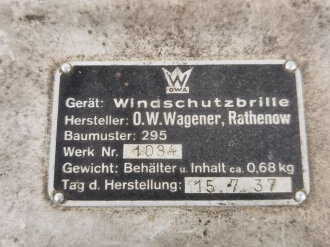 W
OWA
Gerät: Windschutzbrille
Hersteller: O.W.Wagener, Rathenow
Baumuster: 295
Werk Nr. 1034
Gewicht: Behälter u. Inhalt ca. 0,68 kg
Tag d. Herstellung: 15.7.37